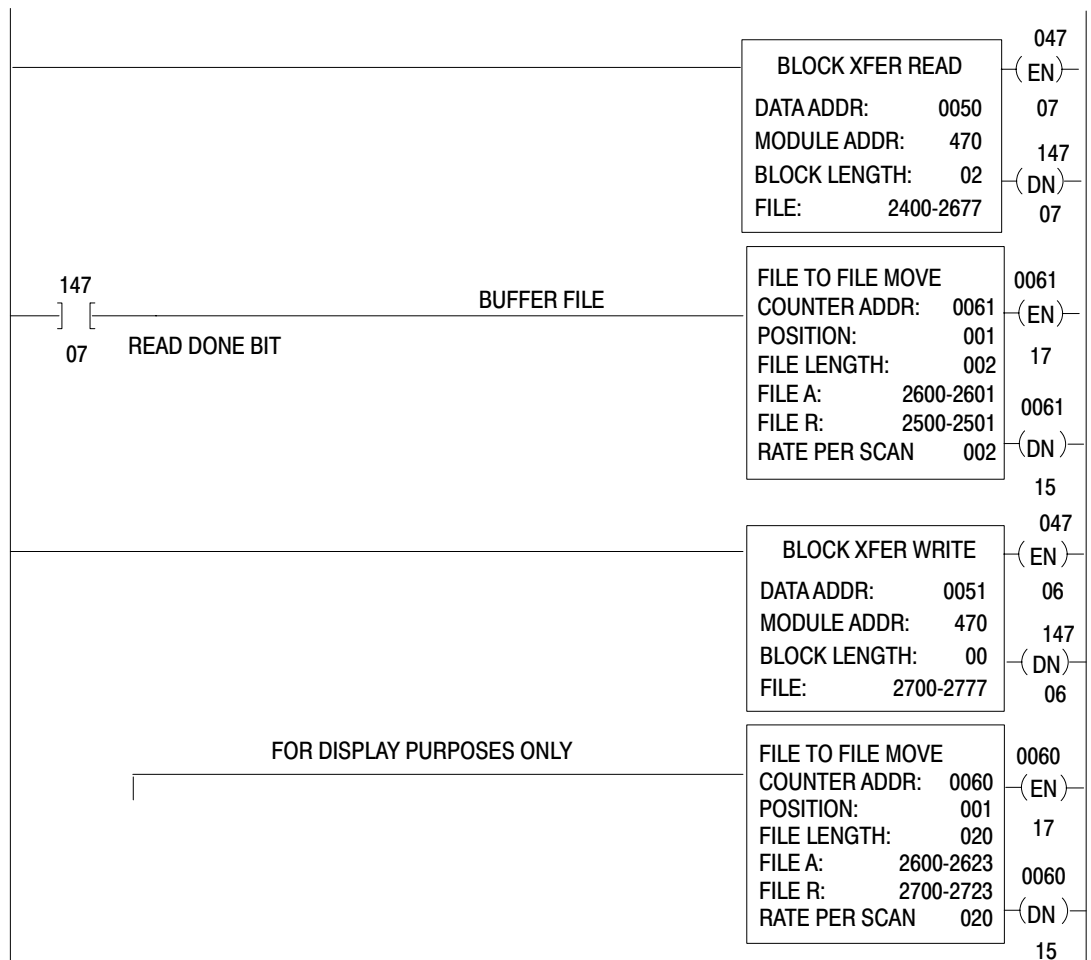 047
BLOCK XFER READ
( EN )
DATA ADDR: 0050
07
MODULE ADDR: 470
147
BLOCK LENGTH: 02
( DN )
FILE: 2400-2677
07
147
] [
07
READ DONE BIT
BUFFER FILE
FILE TO FILE MOVE
0061
COUNTER ADDR: 0061
( EN )
POSITION: 001
17
FILE LENGTH: 002
FILE A: 2600-2601
0061
FILE R: 2500-2501
RATE PER SCAN 002
( DN )
15
047
BLOCK XFER WRITE
( EN )
DATA ADDR: 0051
06
MODULE ADDR: 470
147
BLOCK LENGTH: 00
( DN )
FILE: 2700-2777
06
FOR DISPLAY PURPOSES ONLY
FILE TO FILE MOVE
0060
COUNTER ADDR: 0060
( EN )
POSITION: 001
17
FILE LENGTH: 020
FILE A: 2600-2623
0060
FILE R: 2700-2723
RATE PER SCAN 020
( DN )
15